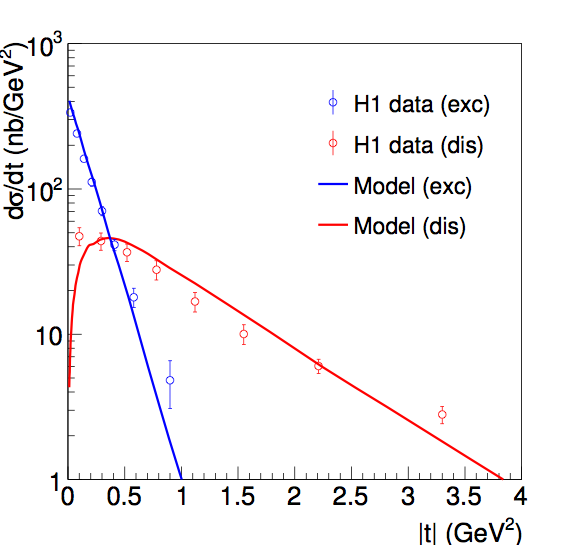 dσ/dt (nb/GeV²)
10³
10²
10
1
H1 data (exc)
H1 data (dis)
Model (exc)
Model (dis)
0 0.5 1 1.5 2 2.5 3 3.5 4
|t| (GeV²)